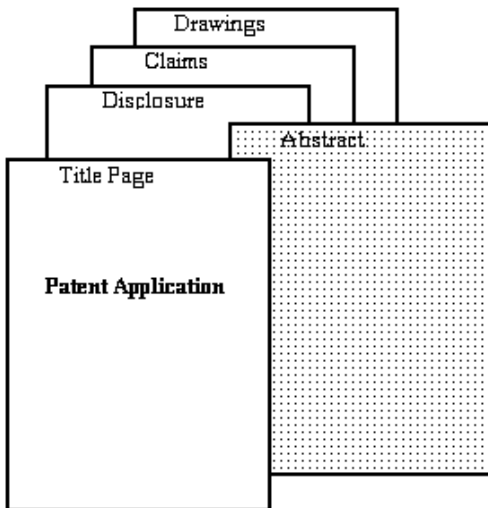 Drawings
Claims
Disclosure
Abstract
Title Page
Patent Application